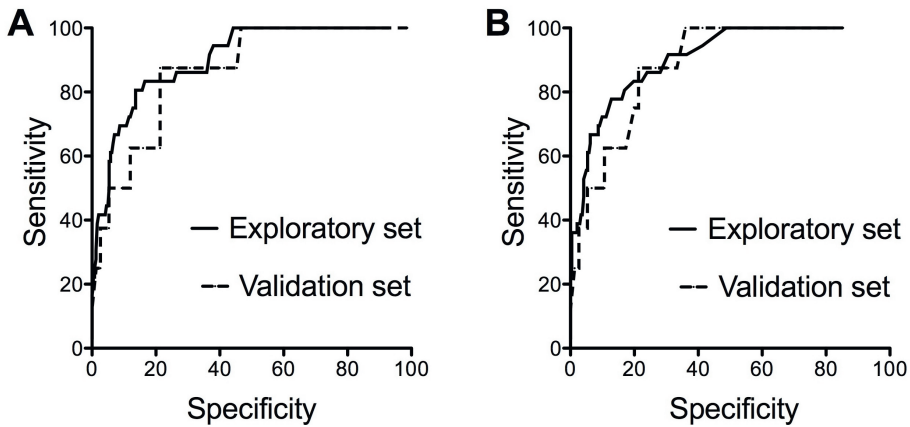 A
100
80
60
40
20
0
Sensitivity
Exploratory set
Validation set
0 20 40 60 80 100
Specificity
B
100
80
60
40
20
0
Sensitivity
Exploratory set
Validation set
0 20 40 60 80 100
Specificity